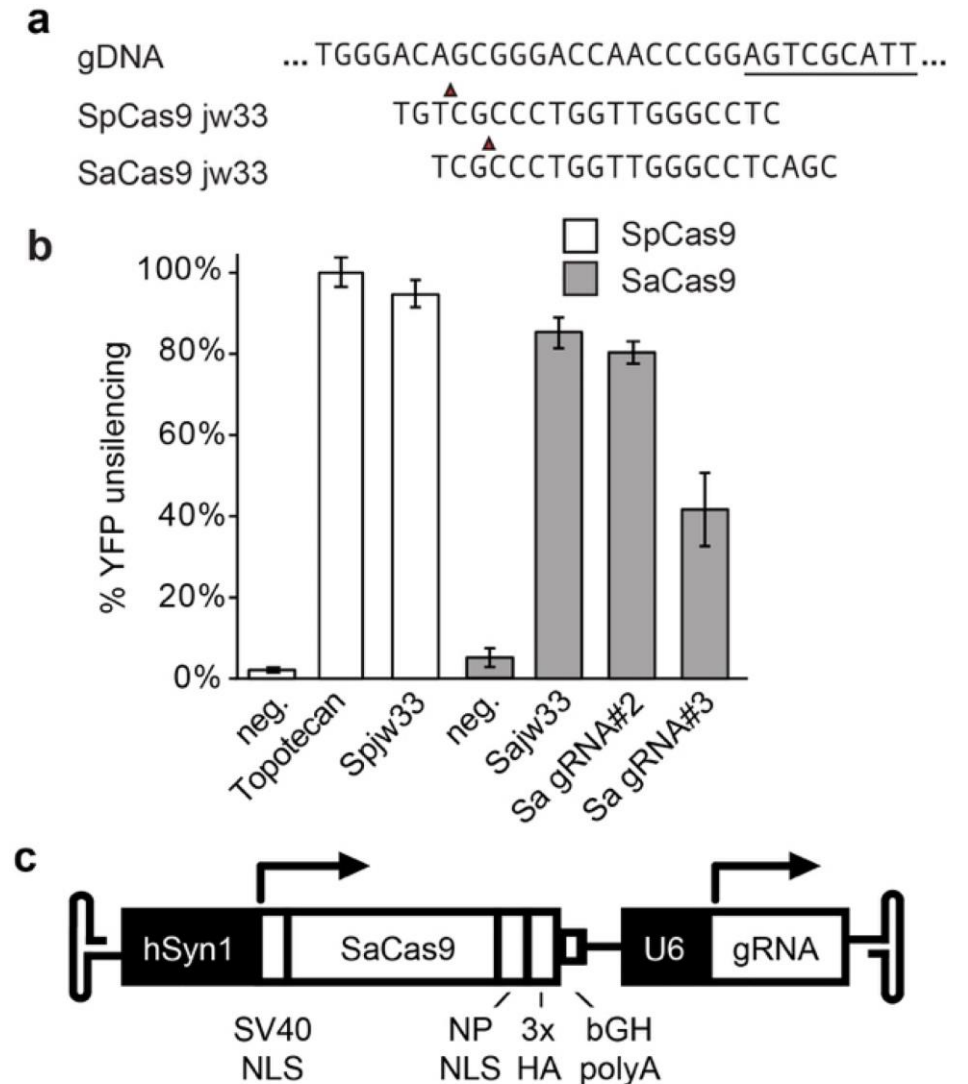 a
gDNA ...TGGGACAGCGGGACCAACCCGGAGTCGCATT...
SpCas9 jw33 TGTCGCCCTGGTTGGGCCTC
SaCas9 jw33 TCGCCCTGGTTGGGCCTCAGC
b
SpCas9
SaCas9
% YFP unsilencing
100%
80%
60%
40%
20%
0%
neg.
Topotecan
Spjw33
neg.
Sajw33
Sa gRNA#2
Sa gRNA#3
c
hSyn1 SaCas9 U6 gRNA
SV40 NP 3x bGH
NLS NLS HA polyA